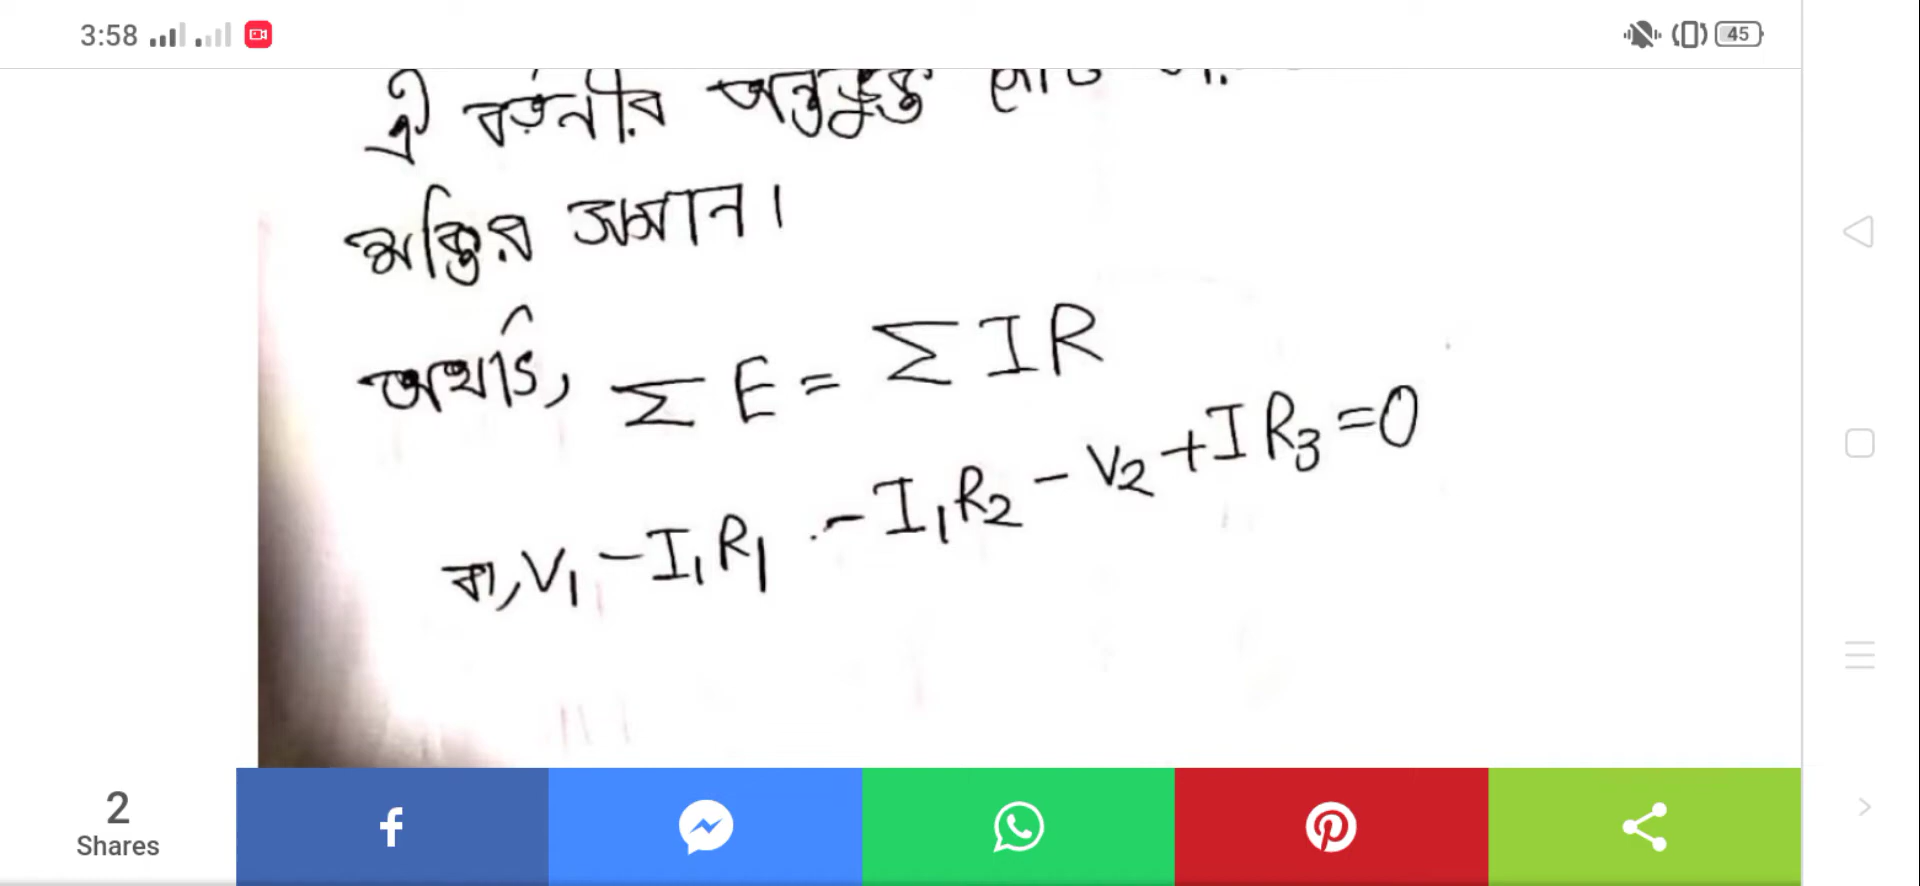 3:58
45
ঐ বর্তনীর অন্তর্ভুক্ত মোট
শক্তির সমান।
অর্থাৎ, ΣE = ΣIR
বা, V₁ - I₁R₁ - I₁R₂ - V₂ + IR₃ = 0
2
Shares